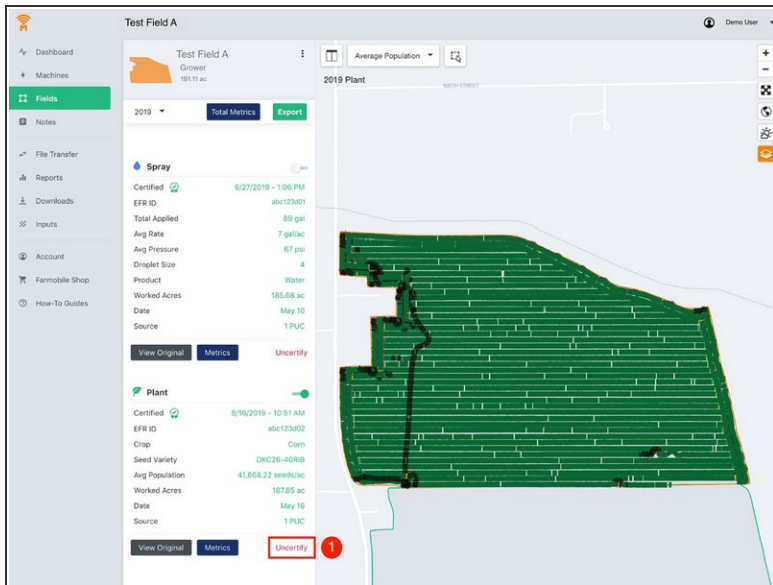 Test Field A
Demo User
Dashboard
Machines
Fields
Notes
File Transfer
Reports
Downloads
Inputs
Account
Farmobile Shop
How-To Guides
Test Field A
Grower
191.11 ac
2019
Total Metrics
Export
Spray
Certified 6/27/2019 - 1:06 PM
EFR ID abc123d01
Total Applied 89 gal
Avg Rate 7 gal/ac
Avg Pressure 67 psi
Droplet Size 4
Product Water
Worked Acres 185.68 ac
Date May 16
Source 1 PUC
View Original Metrics Uncertify
Plant
Certified 8/16/2019 - 10:51 AM
EFR ID abc123d02
Crop Corn
Seed Variety DKC26-40RIB
Avg Population 41,868.22 seeds/ac
Worked Acres 187.85 ac
Date May 16
Source 1 PUC
View Original Metrics Uncertify
1
Average Population
2019 Plant